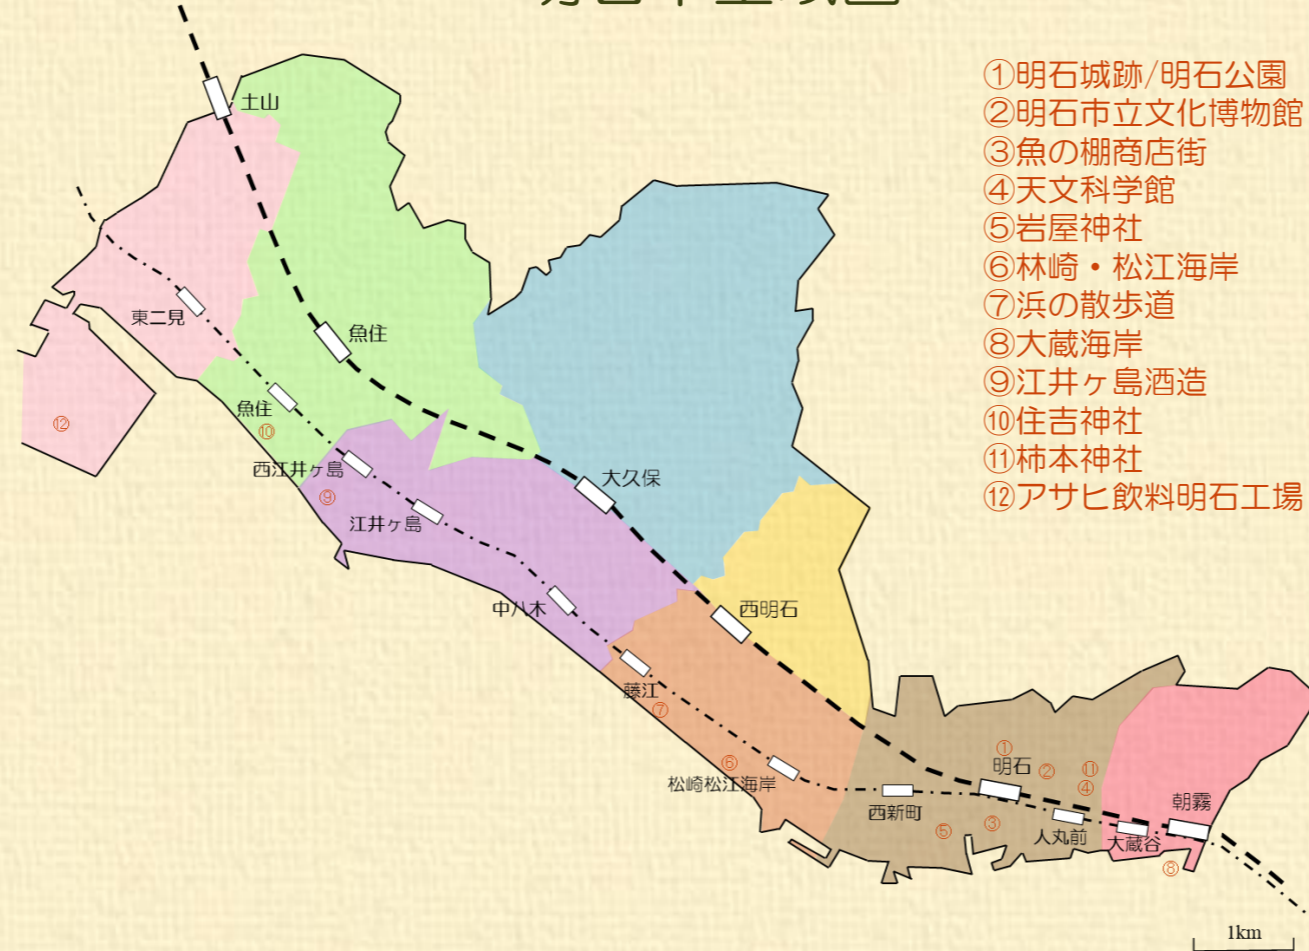 ①明石城跡/明石公園
②明石市立文化博物館
③魚の棚商店街
④天文科学館
⑤岩屋神社
⑥林崎・松江海岸
⑦浜の散歩道
⑧大蔵海岸
⑨江井ヶ島酒造
⑩住吉神社
⑪柿本神社
⑫アサヒ飲料明石工場
土山
東二見
魚住
⑫
魚住
⑩
西江井ヶ島
大久保
⑨
江井ヶ島
中八木
西明石
藤江
⑦
①
⑥
明石
②
⑪
松崎松江海岸
④
西新町
朝霧
⑤
③
人丸前
大蔵谷
⑧
1km